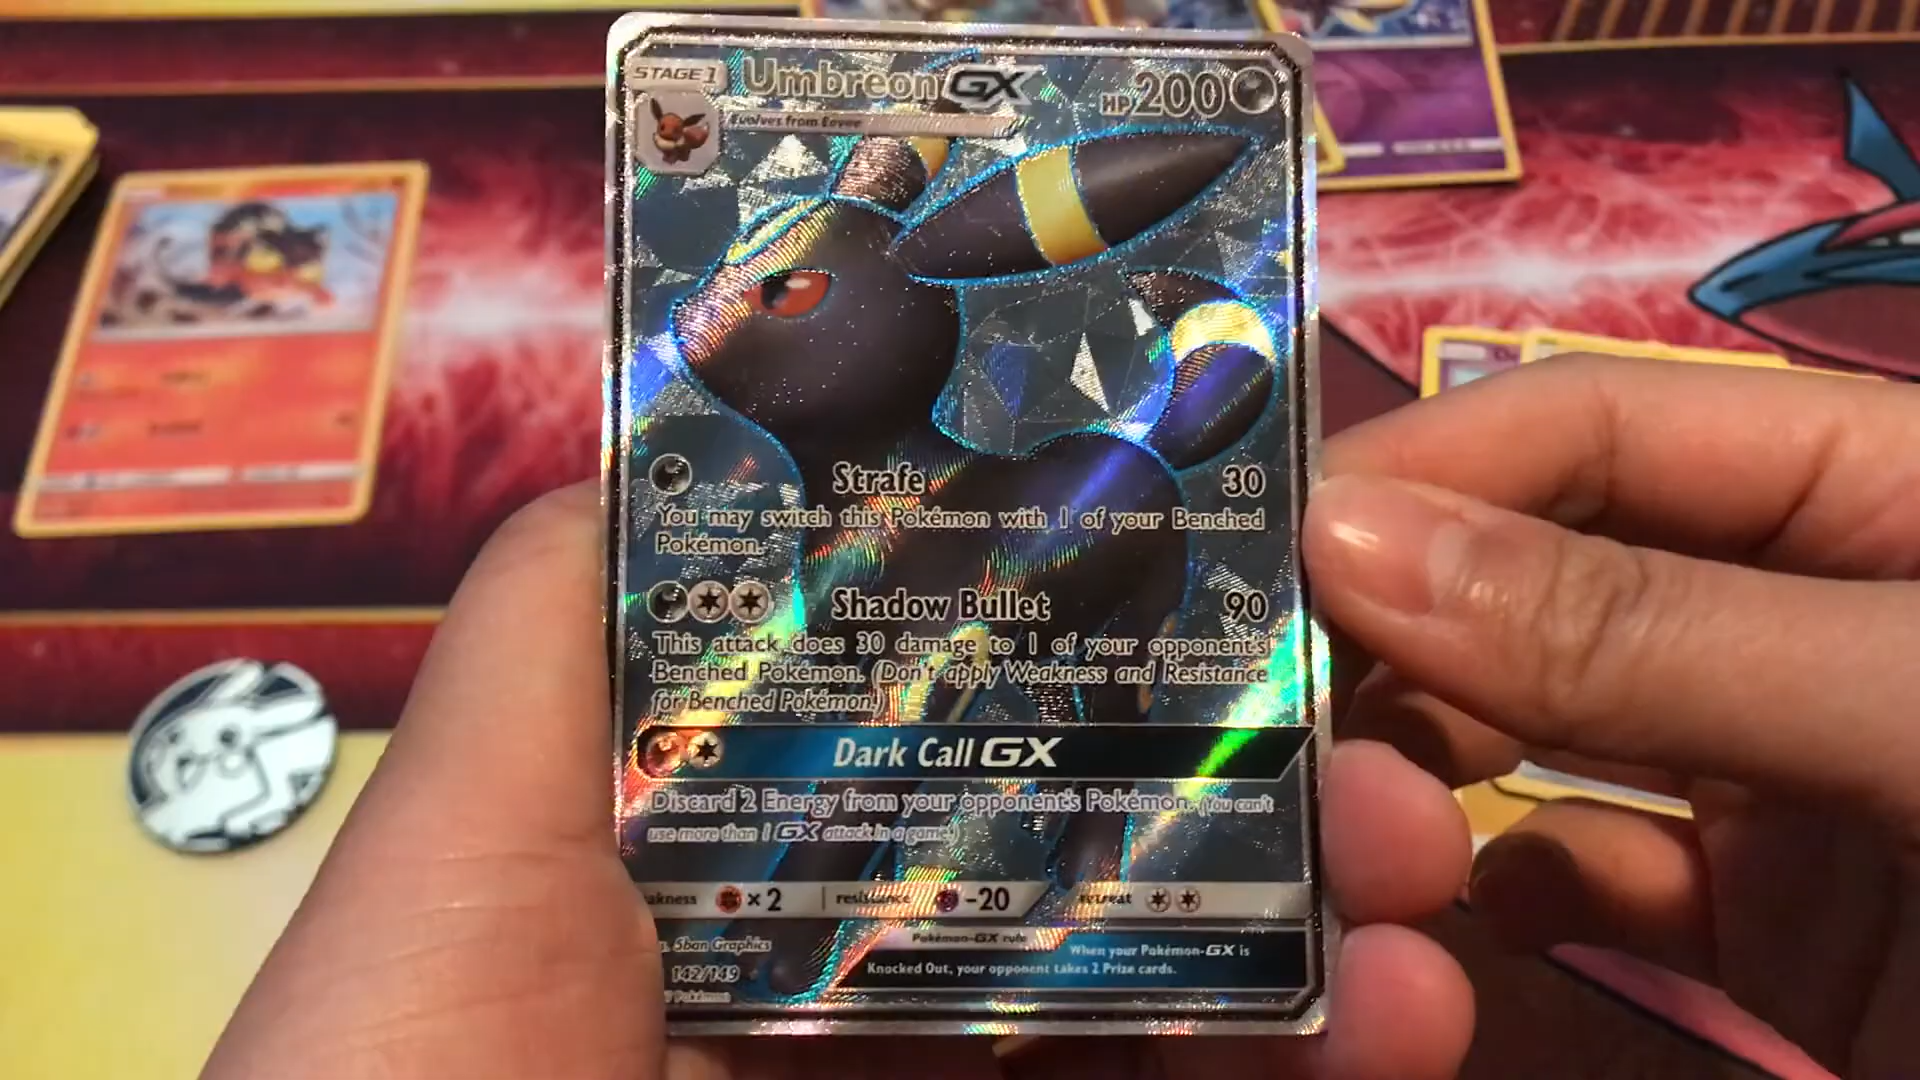 STAGE 1 Umbreon GX HP 200
Evolves from Eevee
Strafe 30
You may switch this Pokémon with 1 of your Benched
Pokémon.
Shadow Bullet 90
This attack does 30 damage to 1 of your opponent's
Benched Pokémon. (Don't apply Weakness and Resistance
for Benched Pokémon.)
Dark Call GX
Discard 2 Energy from your opponent's Pokémon. (You can't
use more than 1 GX attack in a game.)
akness × 2 resistance -20 retreat
5ban Graphics
Pokémon-GX rule
When your Pokémon-GX is
Knocked Out, your opponent takes 2 Prize cards.
142/149
Pokémon